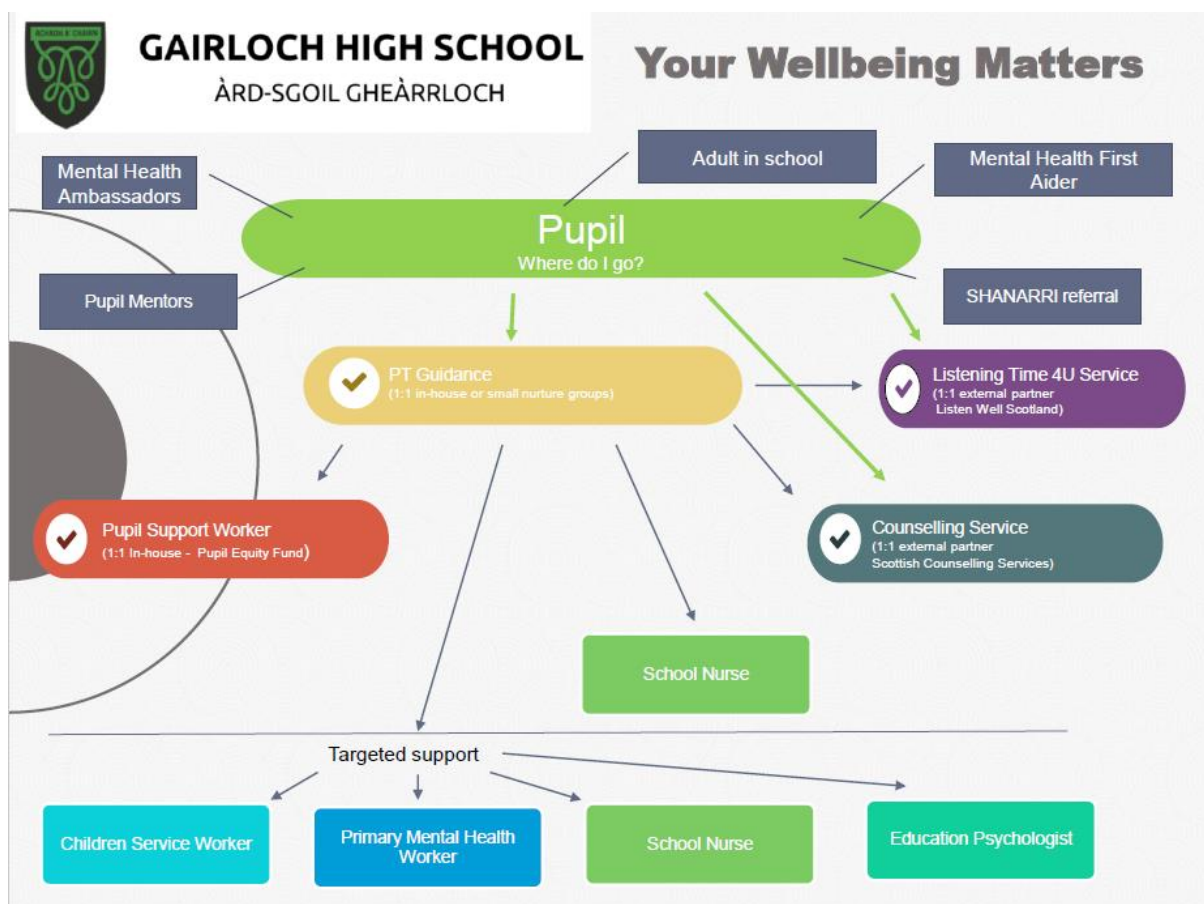 ACHADH A' CHAIRN
GAIRLOCH HIGH SCHOOL
ÀRD-SGOIL GHEÀRRLOCH
Your Wellbeing Matters
Mental Health
Ambassadors
Adult in school
Mental Health First
Aider
Pupil
Where do I go?
Pupil Mentors
SHANARRI referral
PT Guidance
(1:1 in-house or small nurture groups)
Listening Time 4U Service
(1:1 external partner
Listen Well Scotland)
Pupil Support Worker
(1:1 In-house - Pupil Equity Fund)
Counselling Service
(1:1 external partner
Scottish Counselling Services)
School Nurse
Targeted support
Children Service Worker
Primary Mental Health
Worker
School Nurse
Education Psychologist